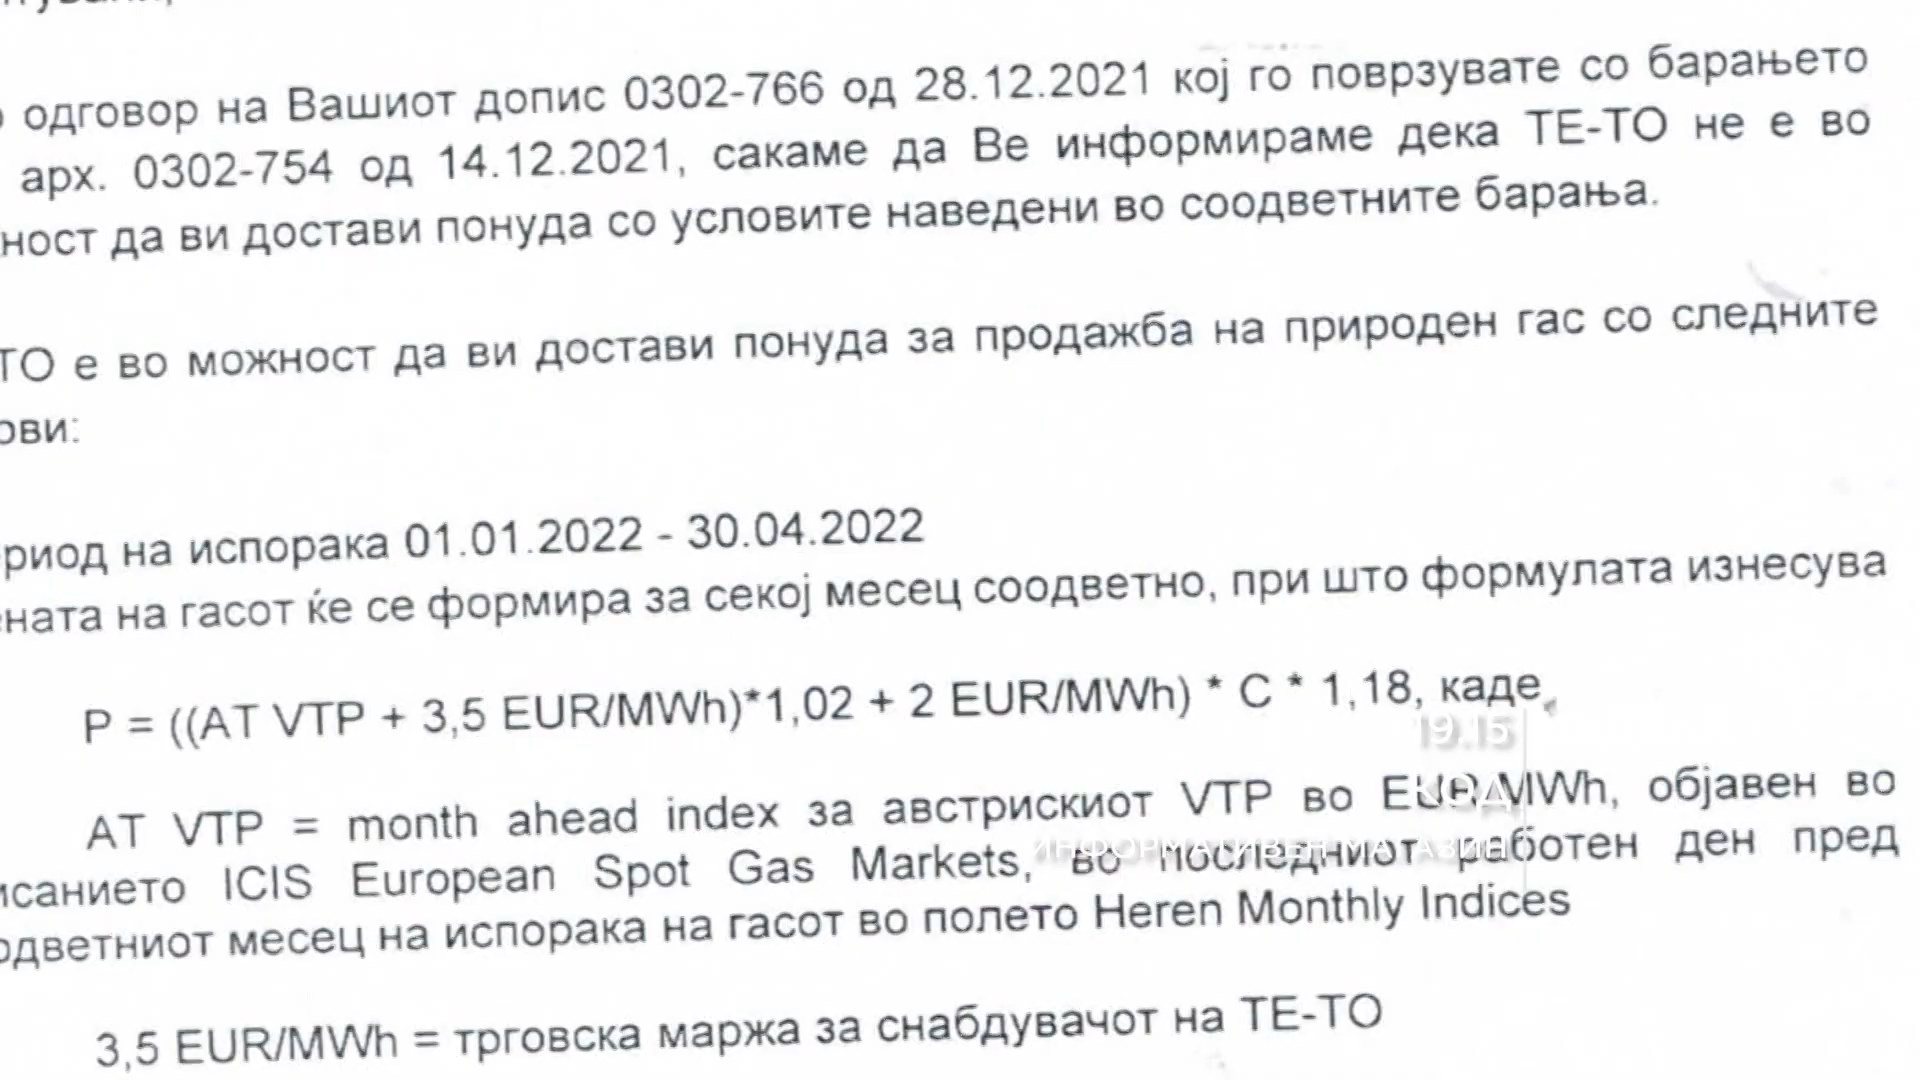 одговор на Вашиот допис 0302-766 од 28.12.2021 кој го поврзувате со барањето
арх. 0302-754 од 14.12.2021, сакаме да Ве информираме дека ТЕ-ТО не е во
ност да ви достави понуда со условите наведени во соодветните барања.
ТО е во можност да ви достави понуда за продажба на природен гас со следните
ови:
риод на испорака 01.01.2022 - 30.04.2022
ената на гасот ќе се формира за секој месец соодветно, при што формулата изнесува
P = ((AT VTP + 3,5 EUR/MWh)*1,02 + 2 EUR/MWh) * C * 1,18, каде
19.15
КОД
ИНФОРМАТИВЕН МАГАЗИН
AT VTP = month ahead index за австрискиот VTP во EUR/MWh, објавен во
исанието ICIS European Spot Gas Markets, во последниот работен ден пред
одветниот месец на испорака на гасот во полето Heren Monthly Indices
3,5 EUR/MWh = трговска маржа за снабдувачот на ТЕ-ТО